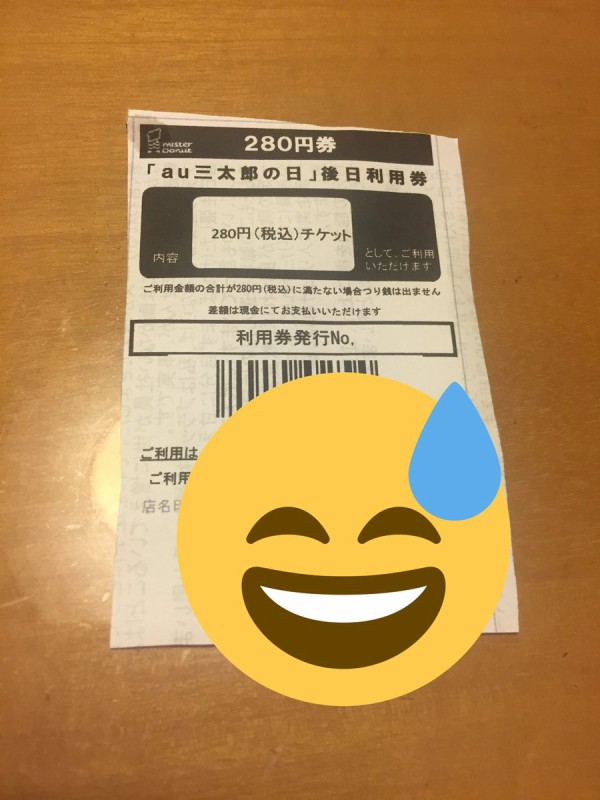 mister Donut
280円券
「au三太郎の日」後日利用券
内容
280円(税込)チケット
として、ご利用
いただけます
ご利用金額の合計が280円(税込)に満たない場合つり銭は出ません
差額は現金にてお支払いいただけます
利用券発行No,
ご利用は
ご利用
店名